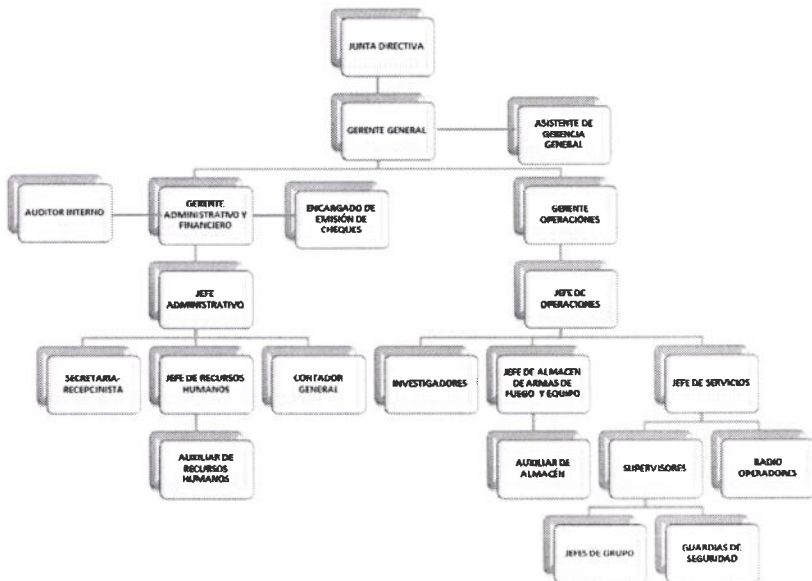 JUNTA DIRECTIVA
GERENTE GENERAL
ASISTENTE DE
GERENCIA
GENERAL
AUDITOR INTERNO
GERENTE
ADMINISTRATIVO Y
FINANCIERO
ENCARGADO DE
EMISIÓN DE
CHEQUES
GERENTE
OPERACIONES
JEFE
ADMINISTRATIVO
JEFE DE
OPERACIONES
SECRETARIA-
RECEPCINISTA
JEFE DE RECURSOS
HUMANOS
CONTADOR
GENERAL
INVESTIGADORES
JEFE DE ALMACEN
DE ARMAS DE
FUEGO Y EQUIPO
JEFE DE SERVICIOS
AUXILIAR DE
RECURSOS
HUMANOS
AUXILIAR DE
ALMACÉN
SUPERVISORES
RADIO
OPERADORES
JEFES DE GRUPO
GUARDIAS DE
SEGURIDAD